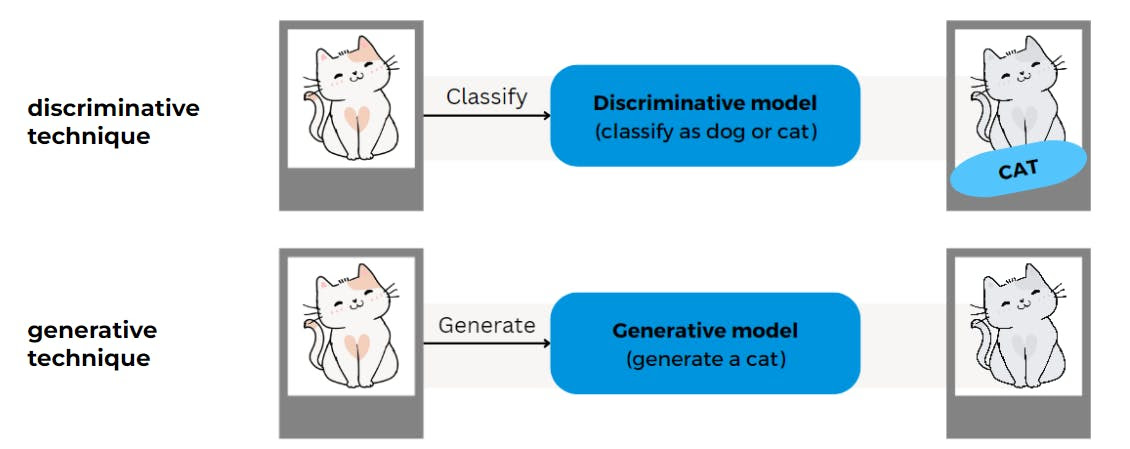 discriminative
technique
Classify
Discriminative model
(classify as dog or cat)
CAT
generative
technique
Generate
Generative model
(generate a cat)